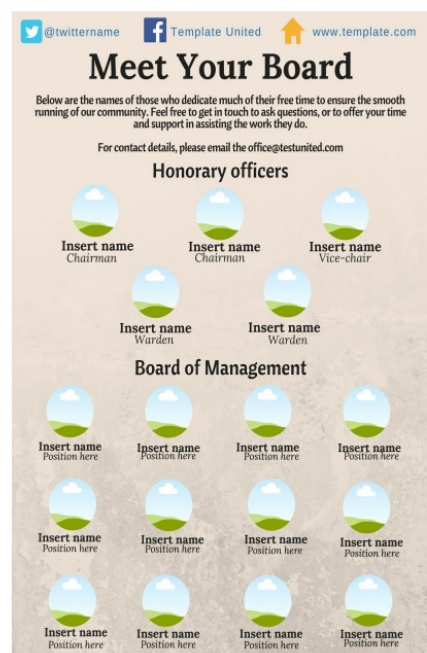 @twittername Template United www.template.com
Meet Your Board
Below are the names of those who dedicate much of their free time to ensure the smooth
running of our community. Feel free to get in touch to ask questions, or to offer your time
and support in assisting the work they do.
For contact details, please email the office@testunited.com
Honorary officers
Insert name Insert name Insert name
Chairman Chairman Vice-chair
Insert name Insert name
Warden Warden
Board of Management
Insert name Insert name Insert name Insert name
Position here Position here Position here Position here
Insert name Insert name Insert name Insert name
Position here Position here Position here Position here
Insert name Insert name Insert name Insert name
Position here Position here Position here Position here